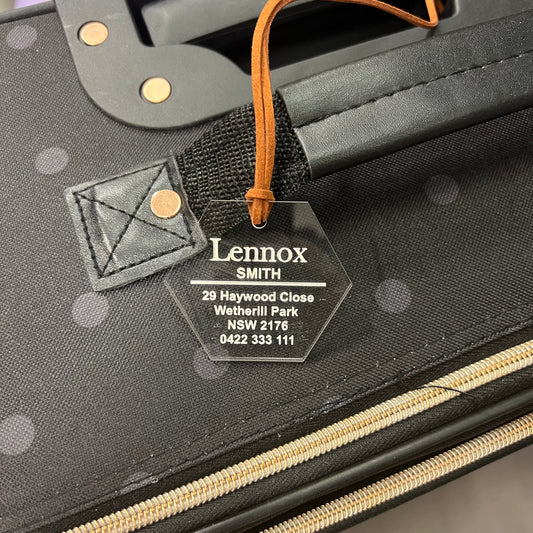 Lennox
SMITH
29 Haywood Close
Wetherill Park
NSW 2176
0422 333 111